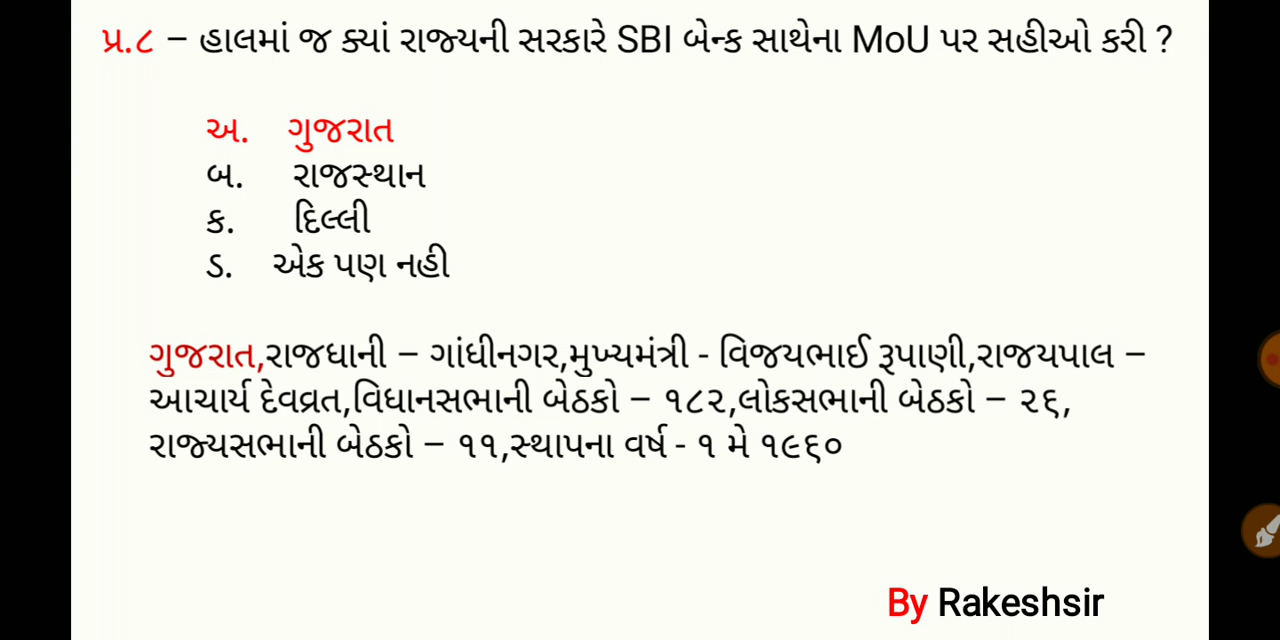 પ્ર.૮ – હાલમાં જ ક્યાં રાજ્યની સરકારે SBI બેન્ક સાથેના MoU પર સહીઓ કરી ?
અ. ગુજરાત
બ. રાજસ્થાન
ક. દિલ્લી
ડ. એક પણ નહી
ગુજરાત,રાજધાની – ગાંધીનગર,મુખ્યમંત્રી - વિજયભાઈ રૂપાણી,રાજયપાલ –
આચાર્ય દેવવ્રત,વિધાનસભાની બેઠકો – ૧૮૨,લોકસભાની બેઠકો – ૨૬,
રાજ્યસભાની બેઠકો – ૧૧,સ્થાપના વર્ષ - ૧ મે ૧૯૬૦
By Rakeshsir